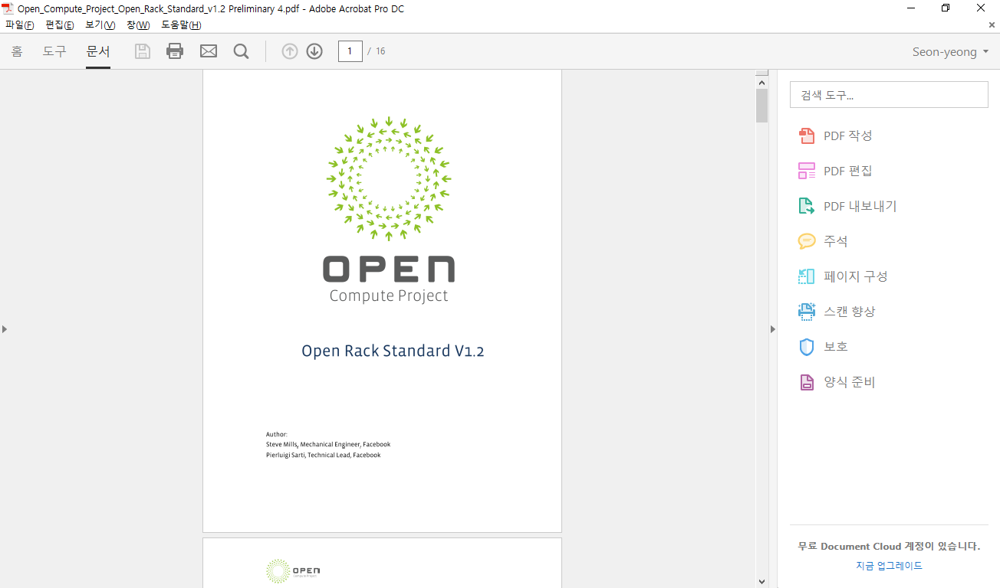 Open_Compute_Project_Open_Rack_Standard_v1.2 Preliminary 4.pdf - Adobe Acrobat Pro DC
파일(F) 편집(E) 보기(V) 창(W) 도움말(H)
홈 도구 문서 1 / 16 Seon-yeong
검색 도구...
PDF 작성
PDF 편집
PDF 내보내기
주석
페이지 구성
스캔 향상
보호
양식 준비
무료 Document Cloud 계정이 있습니다.
지금 업그레이드
OPEN
Compute Project
Open Rack Standard V1.2
Author:
Steve Mills, Mechanical Engineer, Facebook
Pierluigi Sarti, Technical Lead, Facebook
OPEN
Compute Project